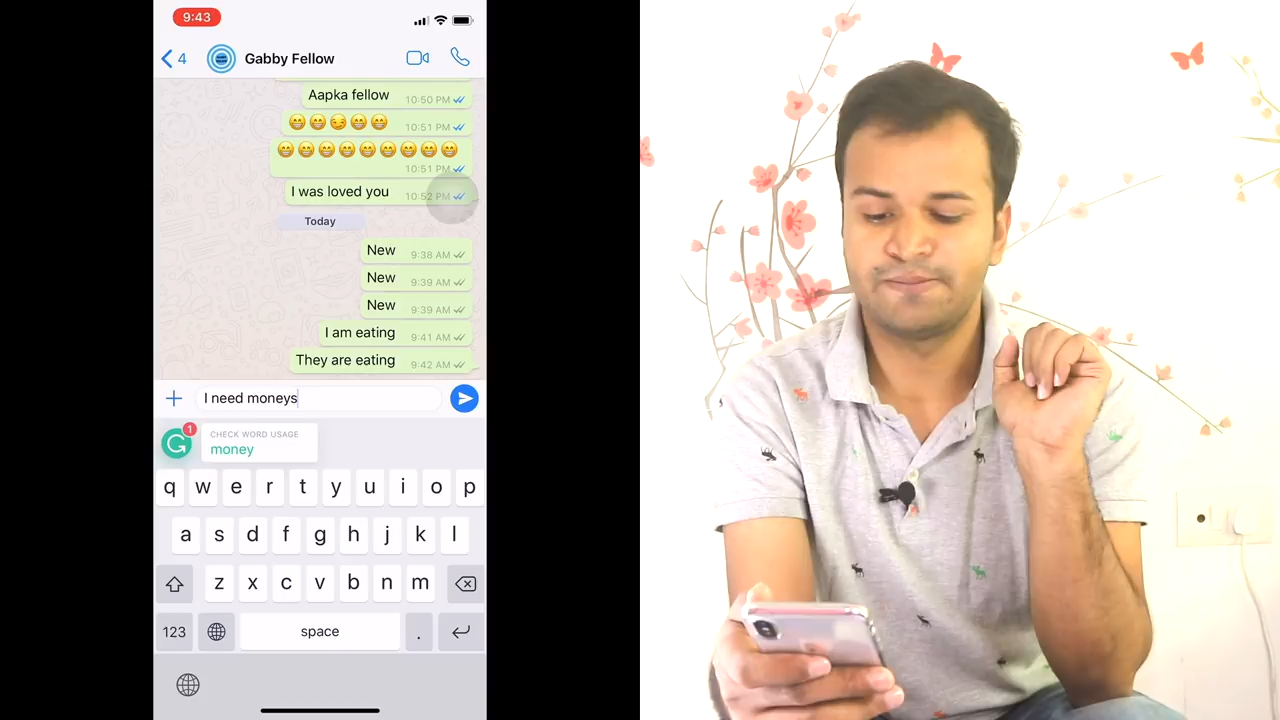 9:43
4
Gabby Fellow
Aapka fellow 10:50 PM
😁😁😏😁😁 10:51 PM
😁😁😁😁😁😁😁😁😁
10:51 PM
I was loved you 10:52 PM
Today
New 9:38 AM
New 9:39 AM
New 9:39 AM
I am eating 9:41 AM
They are eating 9:42 AM
I need moneys
1
CHECK WORD USAGE
money
q w e r t y u i o p
a s d f g h j k l
z x c v b n m
123 space .